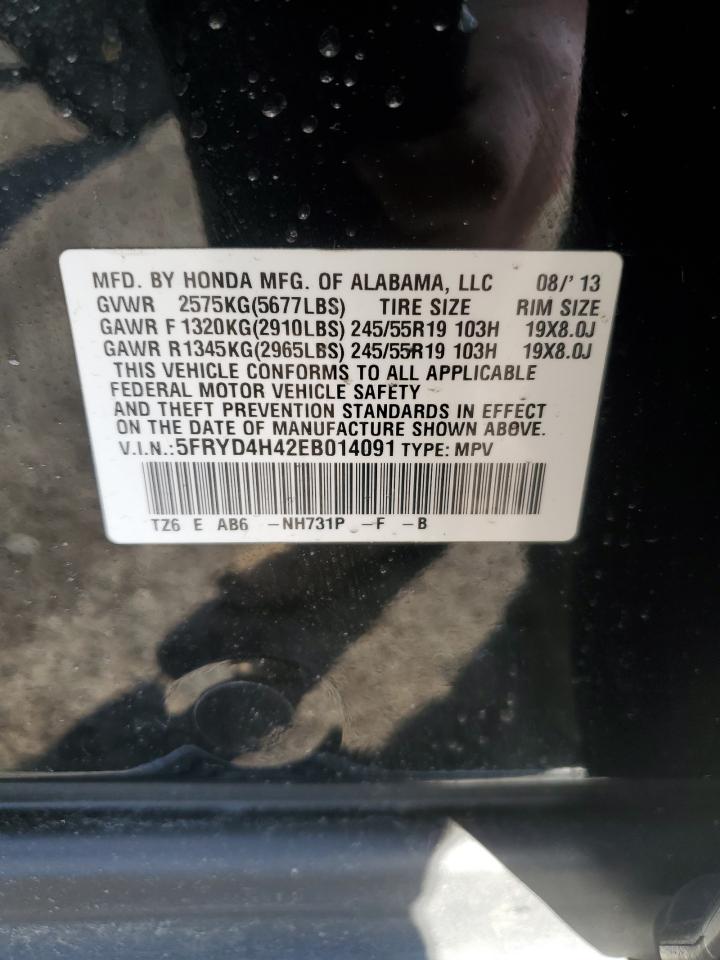 MFD. BY HONDA MFG. OF ALABAMA, LLC 08/'13
GVWR 2575KG(5677LBS) TIRE SIZE RIM SIZE
GAWR F 1320KG(2910LBS) 245/55R19 103H 19X8.0J
GAWR R1345KG(2965LBS) 245/55R19 103H 19X8.0J
THIS VEHICLE CONFORMS TO ALL APPLICABLE
FEDERAL MOTOR VEHICLE SAFETY
AND THEFT PREVENTION STANDARDS IN EFFECT
ON THE DATE OF MANUFACTURE SHOWN ABOVE.
V.I.N.:5FRYD4H42EB014091 TYPE: MPV
TZ6 E AB6 -NH731P -F -B